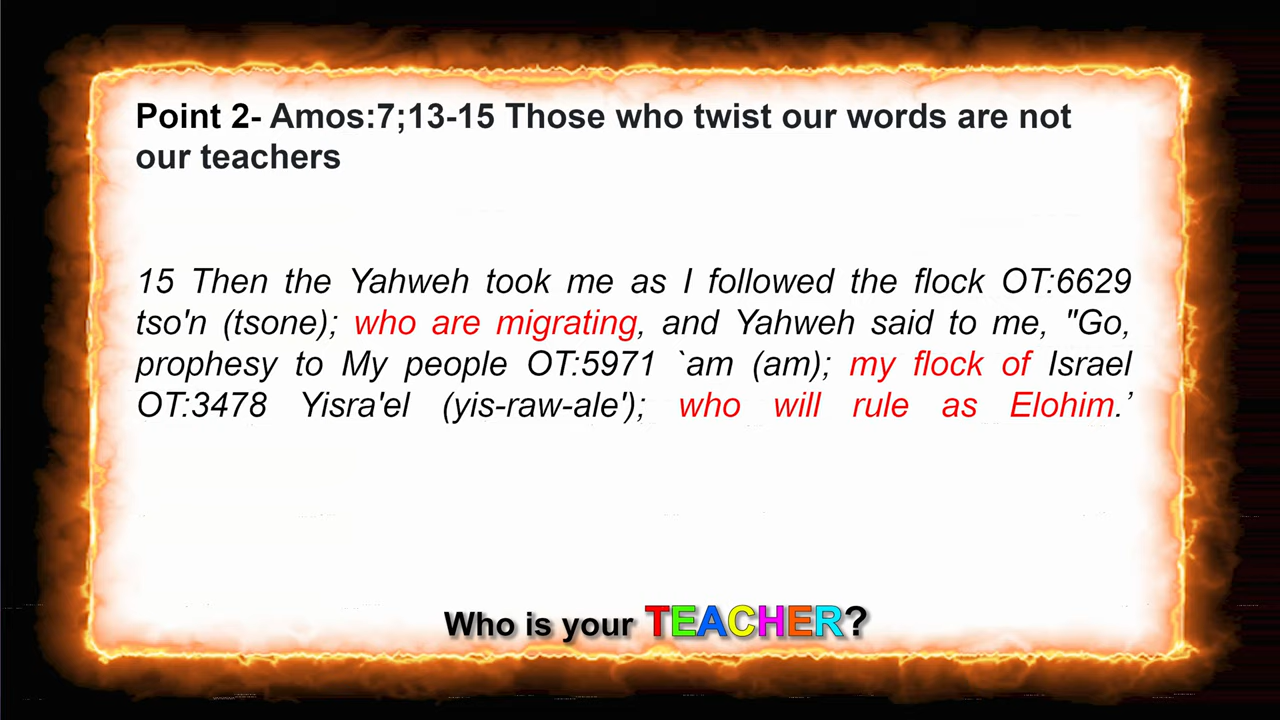 Point 2- Amos:7;13-15 Those who twist our words are not
our teachers
15 Then the Yahweh took me as I followed the flock OT:6629
tso'n (tsone); who are migrating, and Yahweh said to me, "Go,
prophesy to My people OT:5971 `am (am); my flock of Israel
OT:3478 Yisra'el (yis-raw-ale'); who will rule as Elohim.’
Who is your TEACHER?